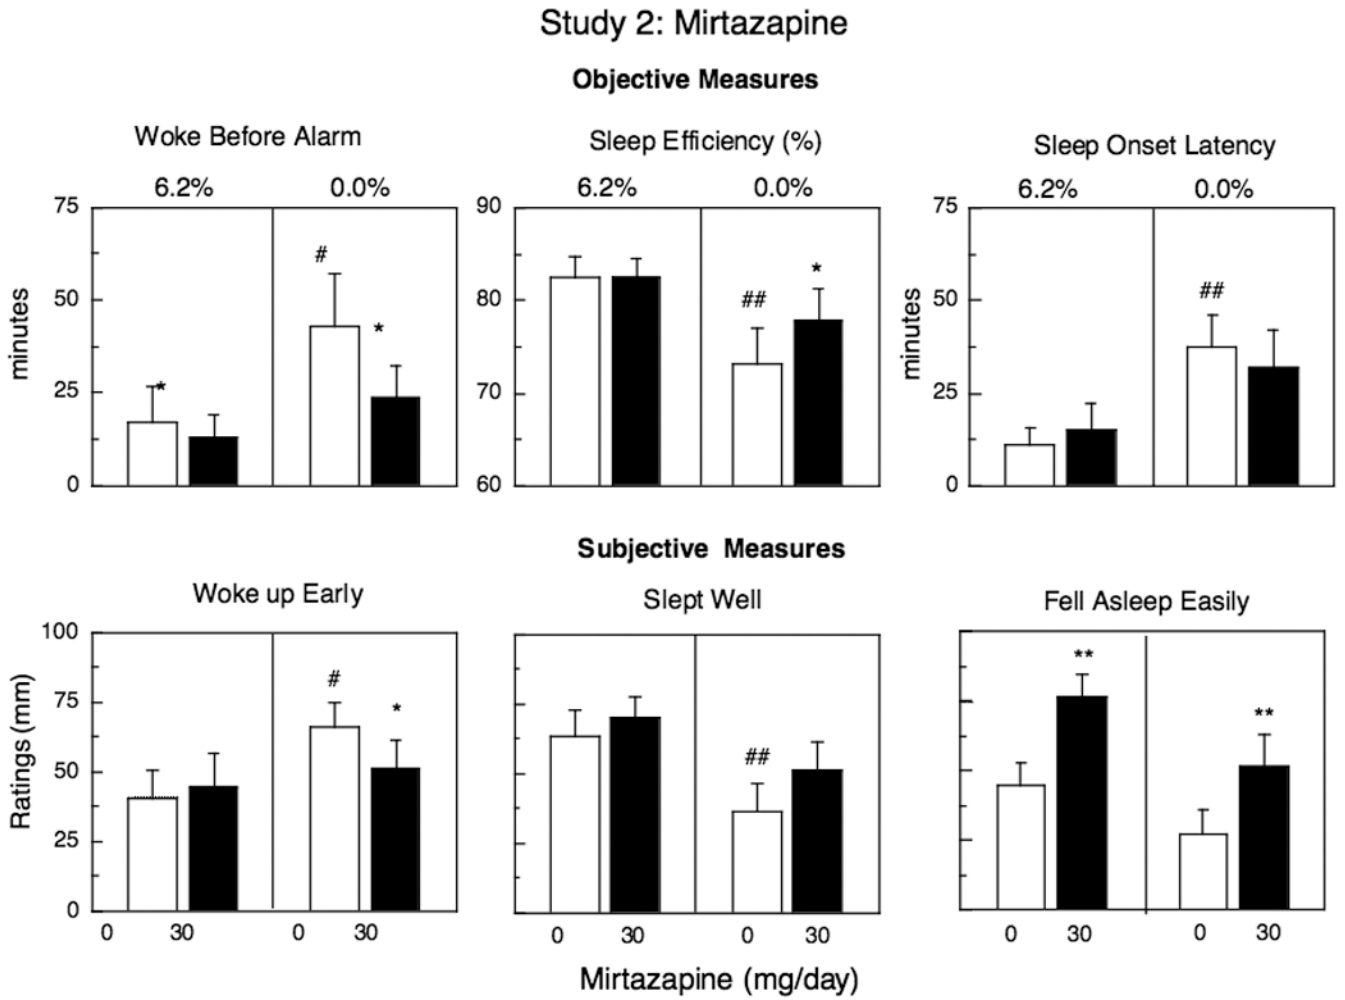 Study 2: Mirtazapine
Objective Measures
Woke Before Alarm
Sleep Efficiency (%)
Sleep Onset Latency
6.2% 0.0%
6.2% 0.0%
6.2% 0.0%
75
50
25
0
minutes
#
*
*
90
80
70
60
##
*
75
50
25
0
minutes
##
Subjective Measures
Woke up Early
Slept Well
Fell Asleep Easily
100
75
50
25
0
Ratings (mm)
#
*
##
**
**
0 30 0 30
0 30 0 30
0 30 0 30
Mirtazapine (mg/day)